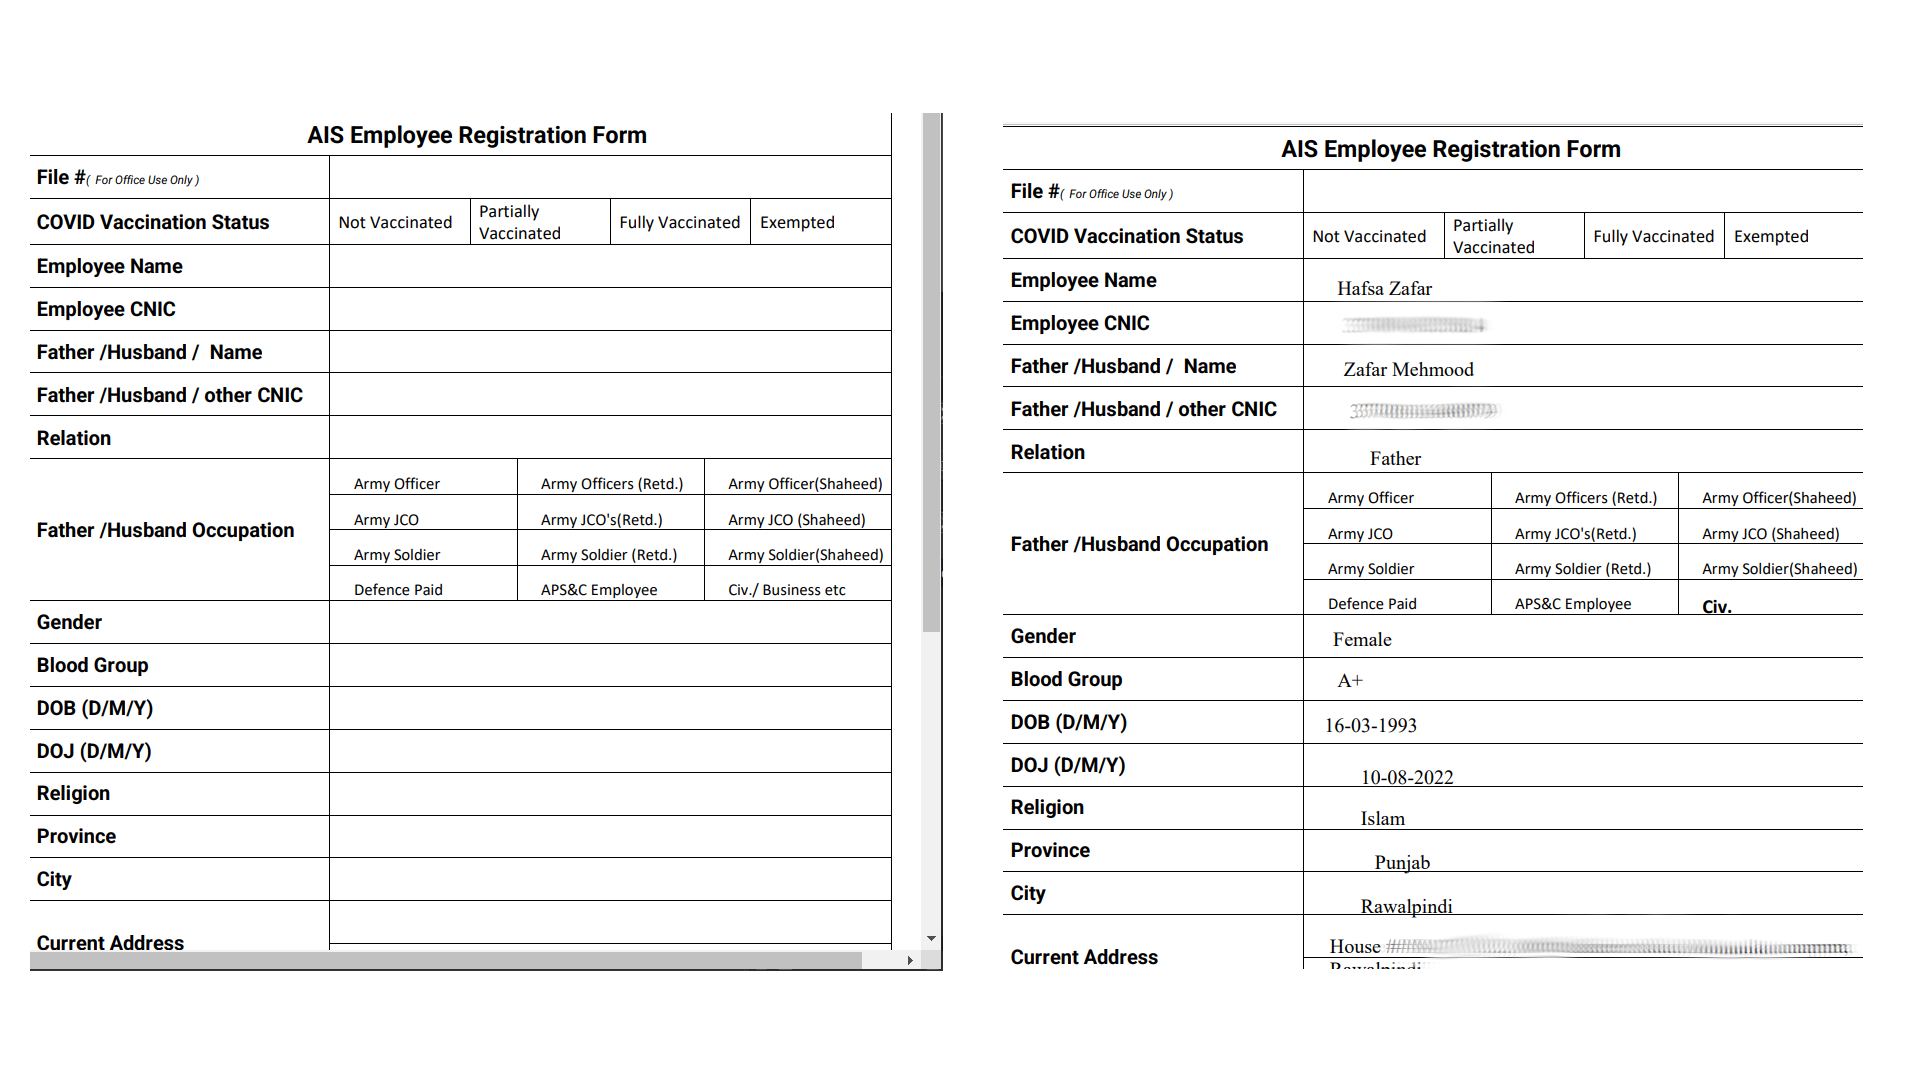 AIS Employee Registration Form
File #( For Office Use Only )
COVID Vaccination Status Not Vaccinated Partially Vaccinated Fully Vaccinated Exempted
Employee Name
Employee CNIC
Father /Husband / Name
Father /Husband / other CNIC
Relation
Father /Husband Occupation
Army Officer Army Officers (Retd.) Army Officer(Shaheed)
Army JCO Army JCO's(Retd.) Army JCO (Shaheed)
Army Soldier Army Soldier (Retd.) Army Soldier(Shaheed)
Defence Paid APS&C Employee Civ./ Business etc
Gender
Blood Group
DOB (D/M/Y)
DOJ (D/M/Y)
Religion
Province
City
Current Address
AIS Employee Registration Form
File #( For Office Use Only )
COVID Vaccination Status Not Vaccinated Partially Vaccinated Fully Vaccinated Exempted
Employee Name Hafsa Zafar
Employee CNIC
Father /Husband / Name Zafar Mehmood
Father /Husband / other CNIC
Relation Father
Father /Husband Occupation
Army Officer Army Officers (Retd.) Army Officer(Shaheed)
Army JCO Army JCO's(Retd.) Army JCO (Shaheed)
Army Soldier Army Soldier (Retd.) Army Soldier(Shaheed)
Defence Paid APS&C Employee Civ.
Gender Female
Blood Group A+
DOB (D/M/Y) 16-03-1993
DOJ (D/M/Y) 10-08-2022
Religion Islam
Province Punjab
City Rawalpindi
Current Address House
Rawalpindi